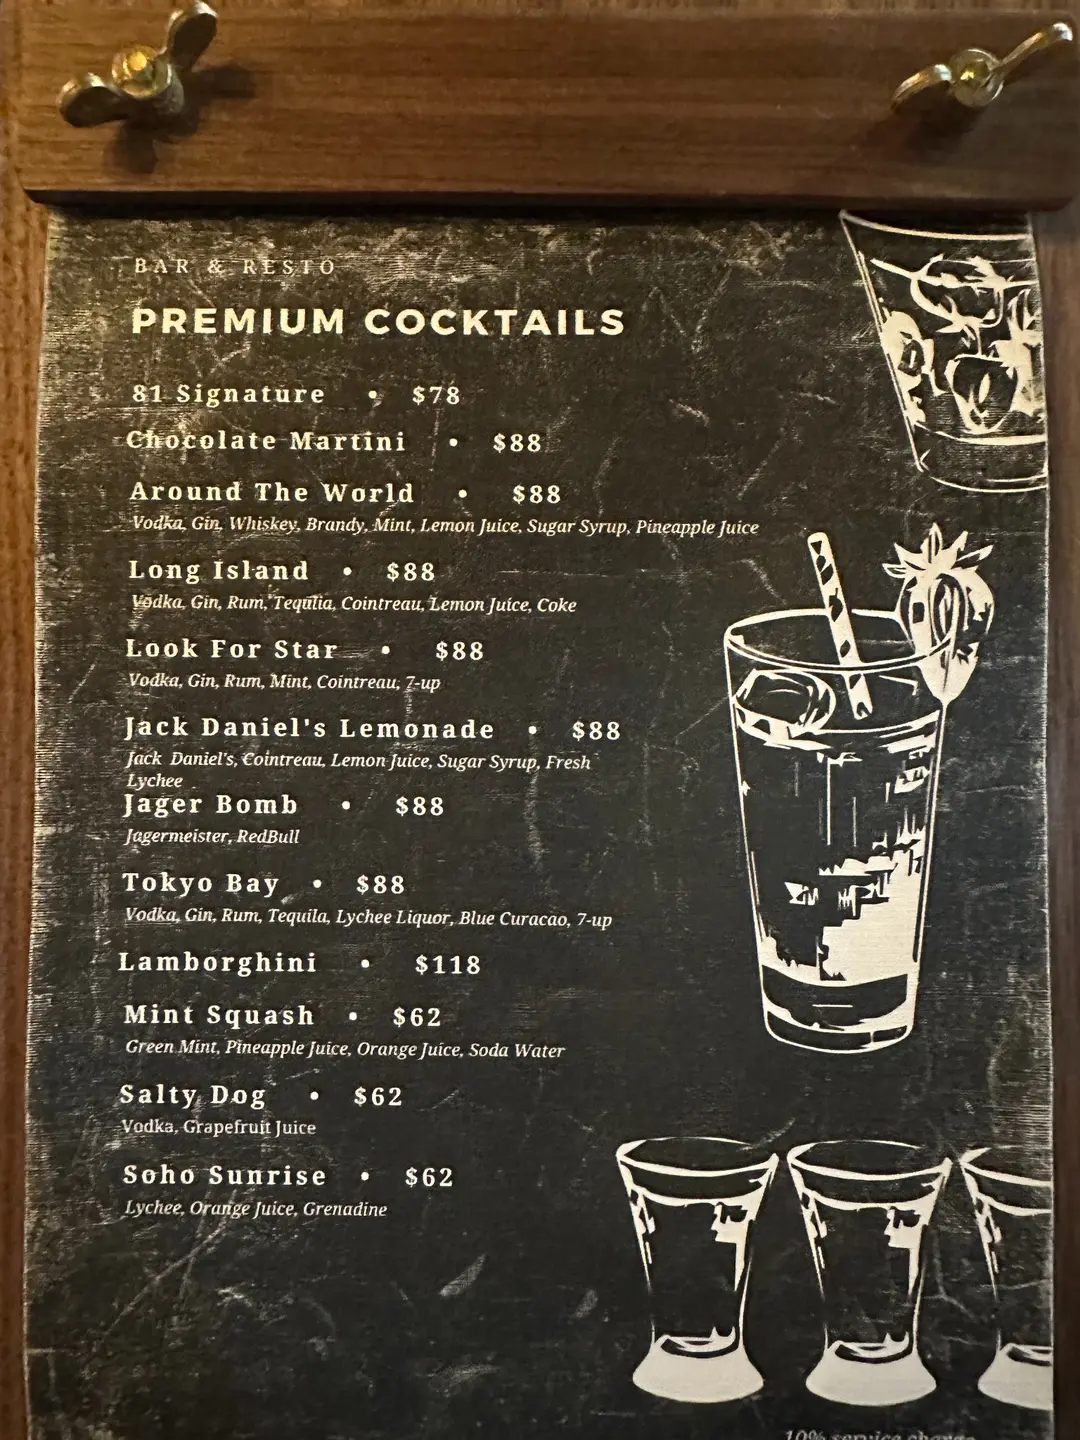 BAR & RESTO
PREMIUM COCKTAILS
81 Signature • $78
Chocolate Martini • $88
Around The World • $88
Vodka, Gin, Whiskey, Brandy, Mint, Lemon Juice, Sugar Syrup, Pineapple Juice
Long Island • $88
Vodka, Gin, Rum, Tequlia, Cointreau, Lemon Juice, Coke
Look For Star • $88
Vodka, Gin, Rum, Mint, Cointreau, 7-up
Jack Daniel's Lemonade • $88
Jack Daniel's, Cointreau, Lemon Juice, Sugar Syrup, Fresh
Lychee
Jager Bomb • $88
Jagermeister, RedBull
Tokyo Bay • $88
Vodka, Gin, Rum, Tequila, Lychee Liquor, Blue Curacao, 7-up
Lamborghini • $118
Mint Squash • $62
Green Mint, Pineapple Juice, Orange Juice, Soda Water
Salty Dog • $62
Vodka, Grapefruit Juice
Soho Sunrise • $62
Lychee, Orange Juice, Grenadine
10% service charge